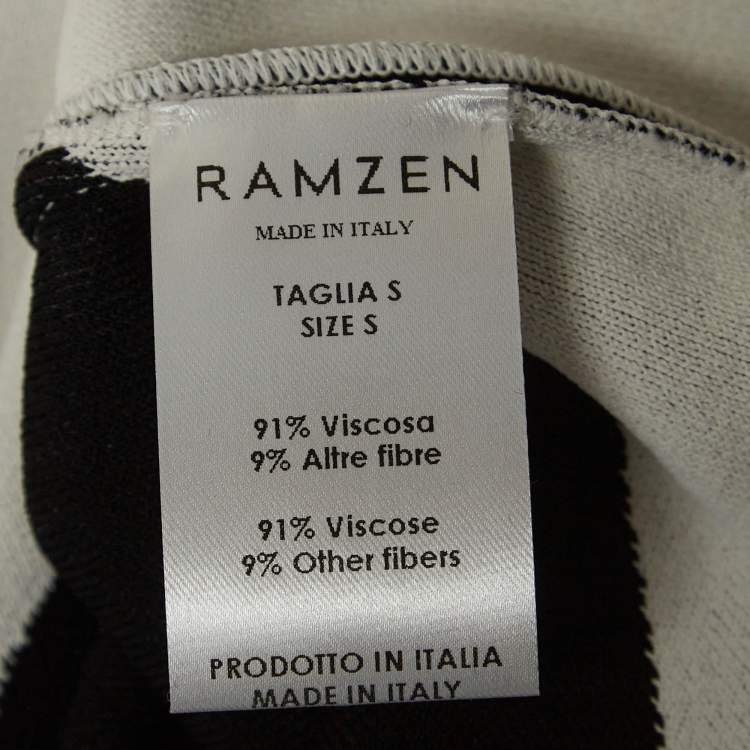 RAMZEN
MADE IN ITALY
TAGLIA S
SIZE S
91% Viscosa
9% Altre fibre
91% Viscose
9% Other fibers
PRODOTTO IN ITALIA
MADE IN ITALY